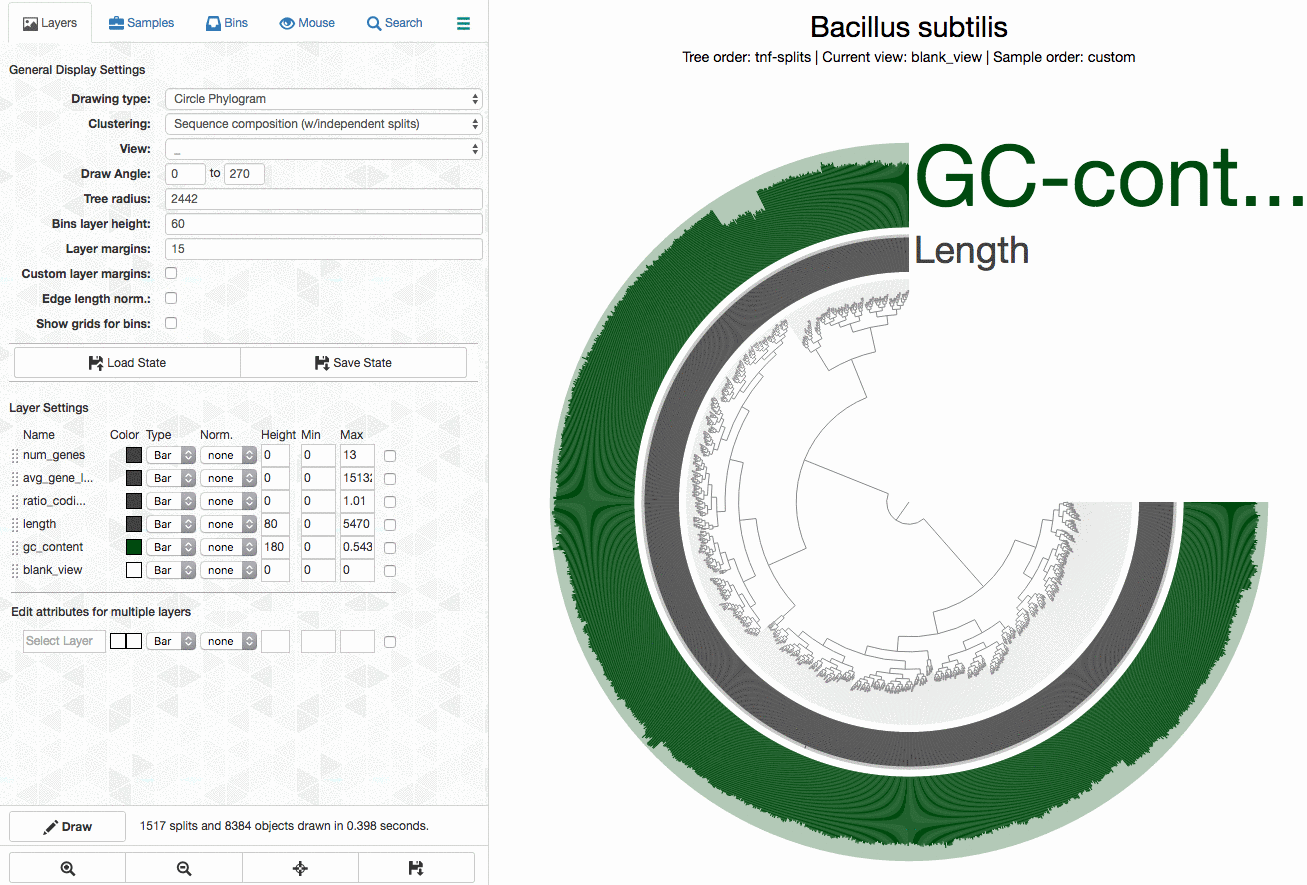 Layers Samples Bins Mouse Search
General Display Settings
Drawing type: Circle Phylogram
Clustering: Sequence composition (w/independent splits)
View: _
Draw Angle: 0 to 270
Tree radius: 2442
Bins layer height: 60
Layer margins: 15
Custom layer margins:
Edge length norm.:
Show grids for bins:
Load State Save State
Layer Settings
Name Color Type Norm. Height Min Max
num_genes Bar none 0 0 13
avg_gene_l... Bar none 0 0 15132
ratio_codi... Bar none 0 0 1.01
length Bar none 80 0 5470
gc_content Bar none 180 0 0.543
blank_view Bar none 0 0 0
Edit attributes for multiple layers
Select Layer Bar none
Draw 1517 splits and 8384 objects drawn in 0.398 seconds.
Bacillus subtilis
Tree order: tnf-splits | Current view: blank_view | Sample order: custom
GC-cont...
Length